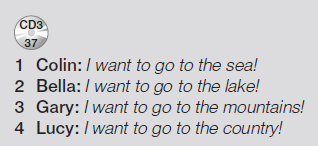 CD3
37
1 Colin: I want to go to the sea!
2 Bella: I want to go to the lake!
3 Gary: I want to go to the mountains!
4 Lucy: I want to go to the country!